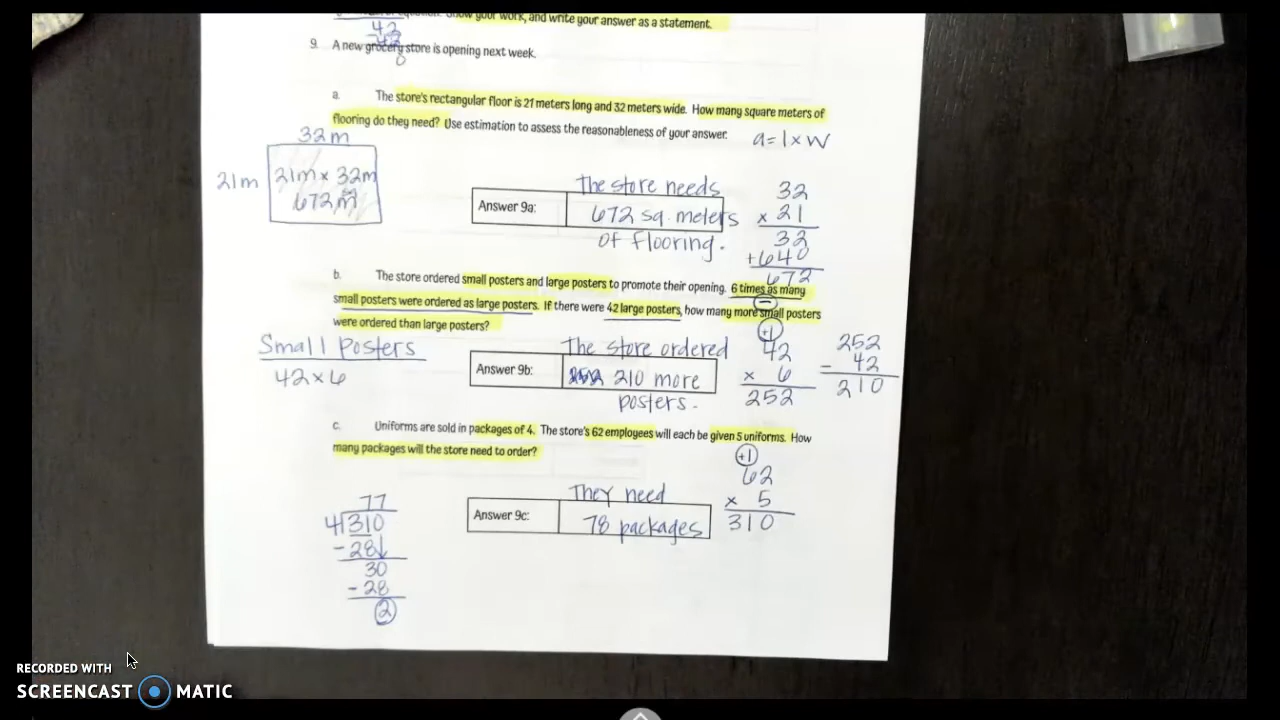 Show your work, and write your answer as a statement.
42
0
9. A new grocery store is opening next week.
a. The store's rectangular floor is 21 meters long and 32 meters wide. How many square meters of
flooring do they need? Use estimation to assess the reasonableness of your answer.
a=l×w
32m
21m
21m × 32m
672m
Answer 9a:
The store needs
672 sq. meters
of flooring.
32
× 21
32
+640
672
b. The store ordered small posters and large posters to promote their opening. 6 times as many
small posters were ordered as large posters. If there were 42 large posters, how many more small posters
were ordered than large posters?
Small Posters
42×6
Answer 9b:
The store ordered
210 more
posters.
+1
42
× 6
252
252
- 42
210
c. Uniforms are sold in packages of 4. The store's 62 employees will each be given 5 uniforms. How
many packages will the store need to order?
77
4)310
-28↓
30
-28
2
Answer 9c:
They need
78 packages
+1
62
× 5
310
RECORDED WITH
SCREENCAST MATIC